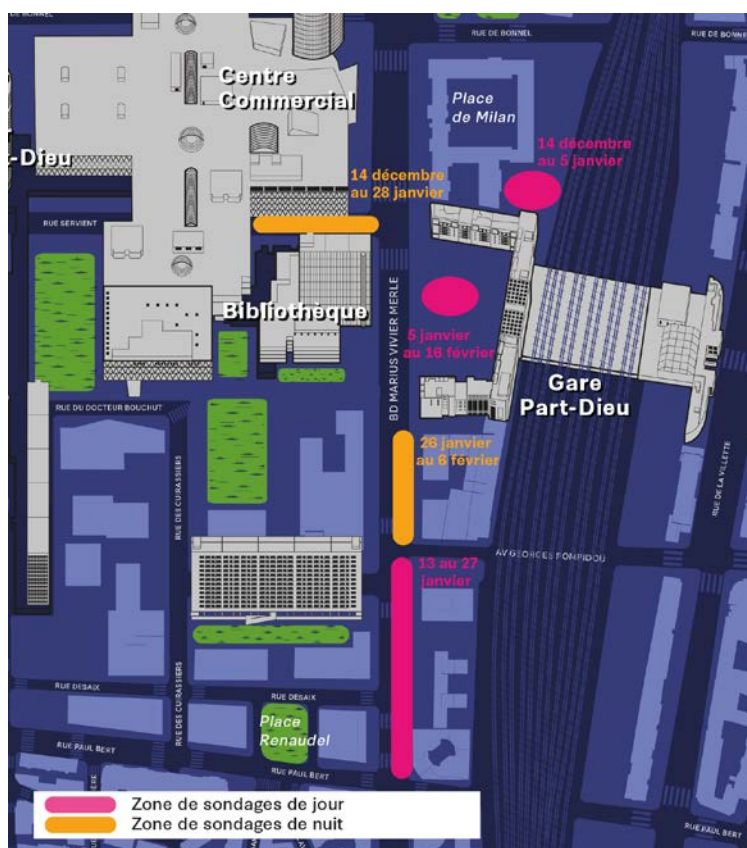 RUE DE BONNEL
RUE DE BONNE
Centre
Commercial
Place
de Milan
-Dieu
14 décembre
au 5 janvier
14 décembre
au 28 janvier
RUE SERVIENT
Bibliothèque
BD MARIUS VIVIER MERLE
5 janvier
au 16 février
Gare
Part-Dieu
RUE DU DOCTEUR BOUCHUT
26 janvier
au 6 février
RUE DES CUIRASSIERS
RUE DE LA VILLETTE
AV GEORGES POMPIDOU
13 au 27
janvier
RUE DESAIX
RUE DES CUIRASSIERS
RUE DESAIX
Place
Renaudel
RUE PAUL BERT
RUE PAUL BERT
RUE PAUL BERT
Zone de sondages de jour
Zone de sondages de nuit